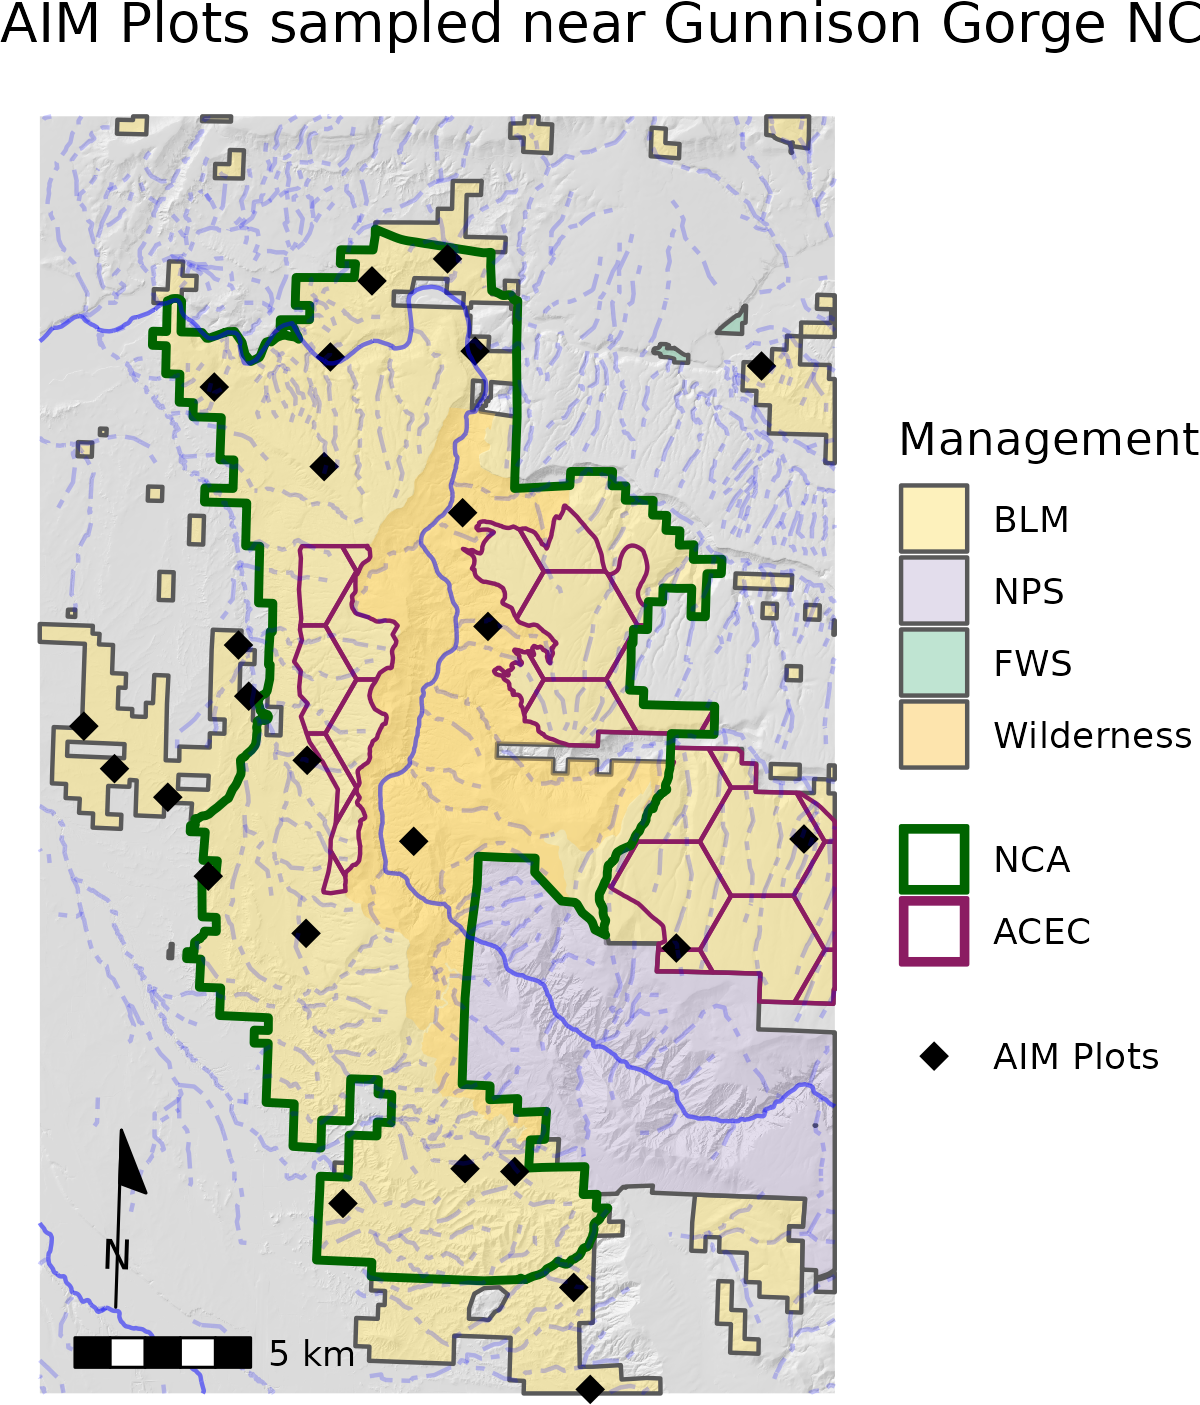 AIM Plots sampled near Gunnison Gorge NC
Management
BLM
NPS
FWS
Wilderness
NCA
ACEC
AIM Plots
N
5 km